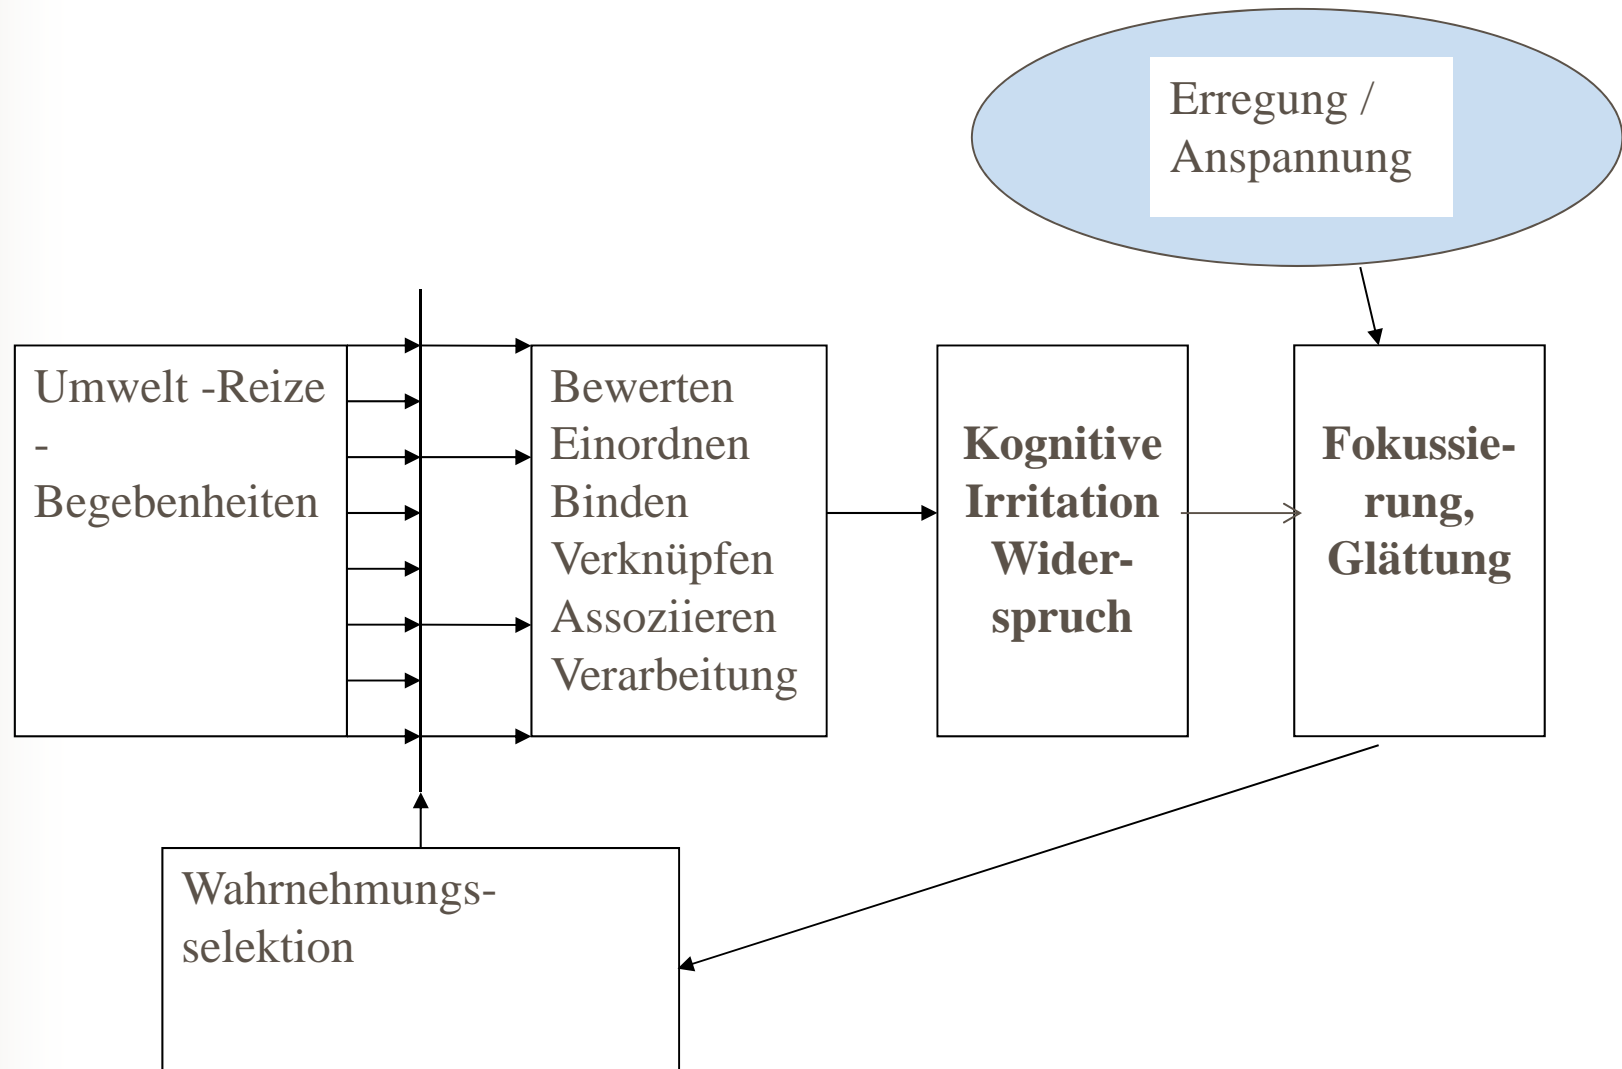 Erregung /
Anspannung
Umwelt -Reize
-
Begebenheiten
Bewerten
Einordnen
Binden
Verknüpfen
Assoziieren
Verarbeitung
Kognitive
Irritation
Wider-
spruch
Fokussie-
rung,
Glättung
Wahrnehmungs-
selektion